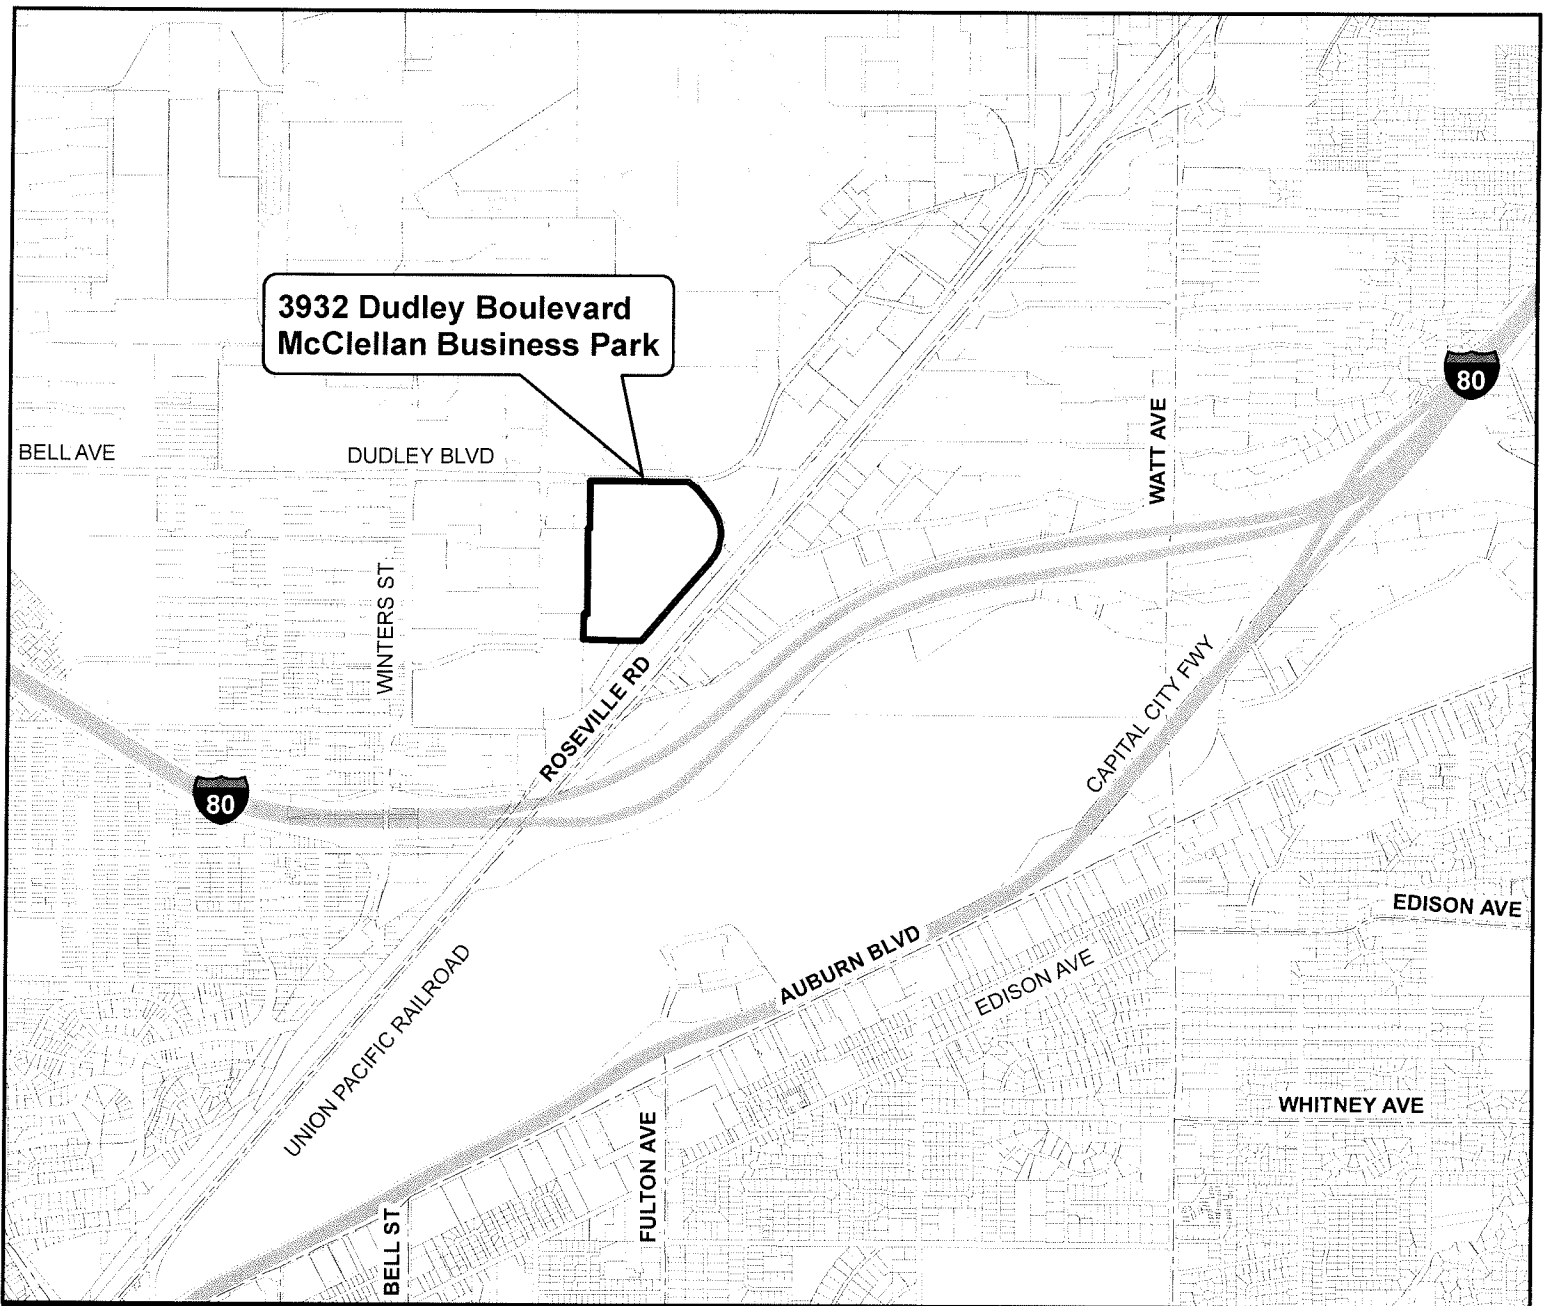 3932 Dudley Boulevard
McClellan Business Park
80
BELL AVE
DUDLEY BLVD
WATT AVE
WINTERS ST
ROSEVILLE RD
CAPITAL CITY FWY
80
EDISON AVE
AUBURN BLVD
EDISON AVE
UNION PACIFIC RAILROAD
WHITNEY AVE
FULTON AVE
BELL ST